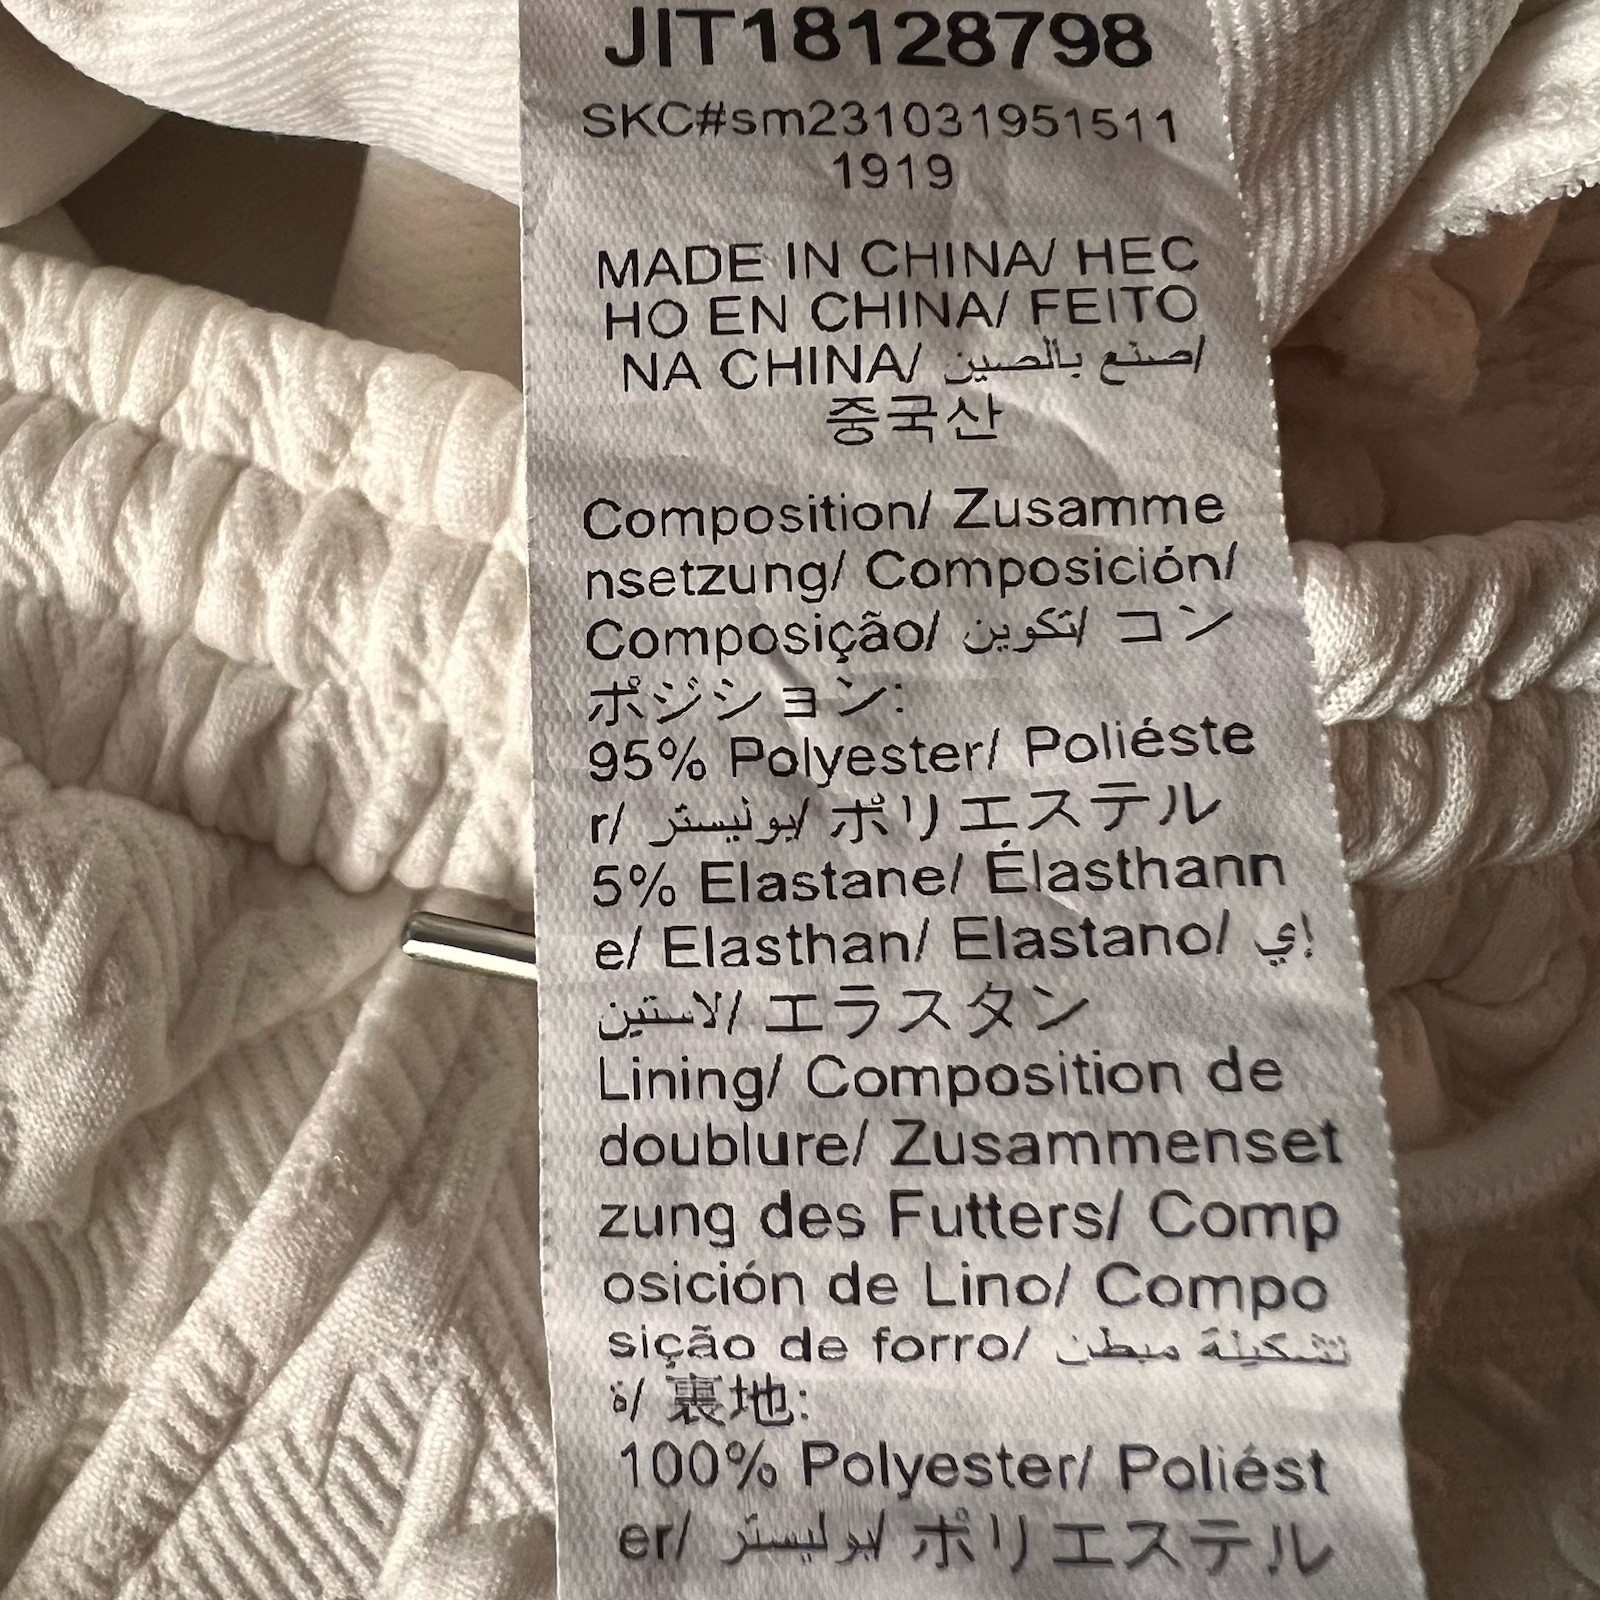 JIT18128798
SKC#sm231031951511
1919
MADE IN CHINA/ HEC
HO EN CHINA/ FEITO
NA CHINA/ صنع بالصين/
중국산
Composition/ Zusamme
nsetzung/ Composición/
Composição/ تكوين/ コン
ポジション:
95% Polyester/ Poliéste
r/ بوليستر/ ポリエステル
5% Elastane/ Élasthann
e/ Elasthan/ Elastano/ إي
لاستين/ エラスタン
Lining/ Composition de
doublure/ Zusammenset
zung des Futters/ Comp
osición de Lino/ Compo
sição de forro/ تشكيلة مبطن
ة/ 裏地:
100% Polyester/ Poliést
er/ بوليستر/ ポリエステル